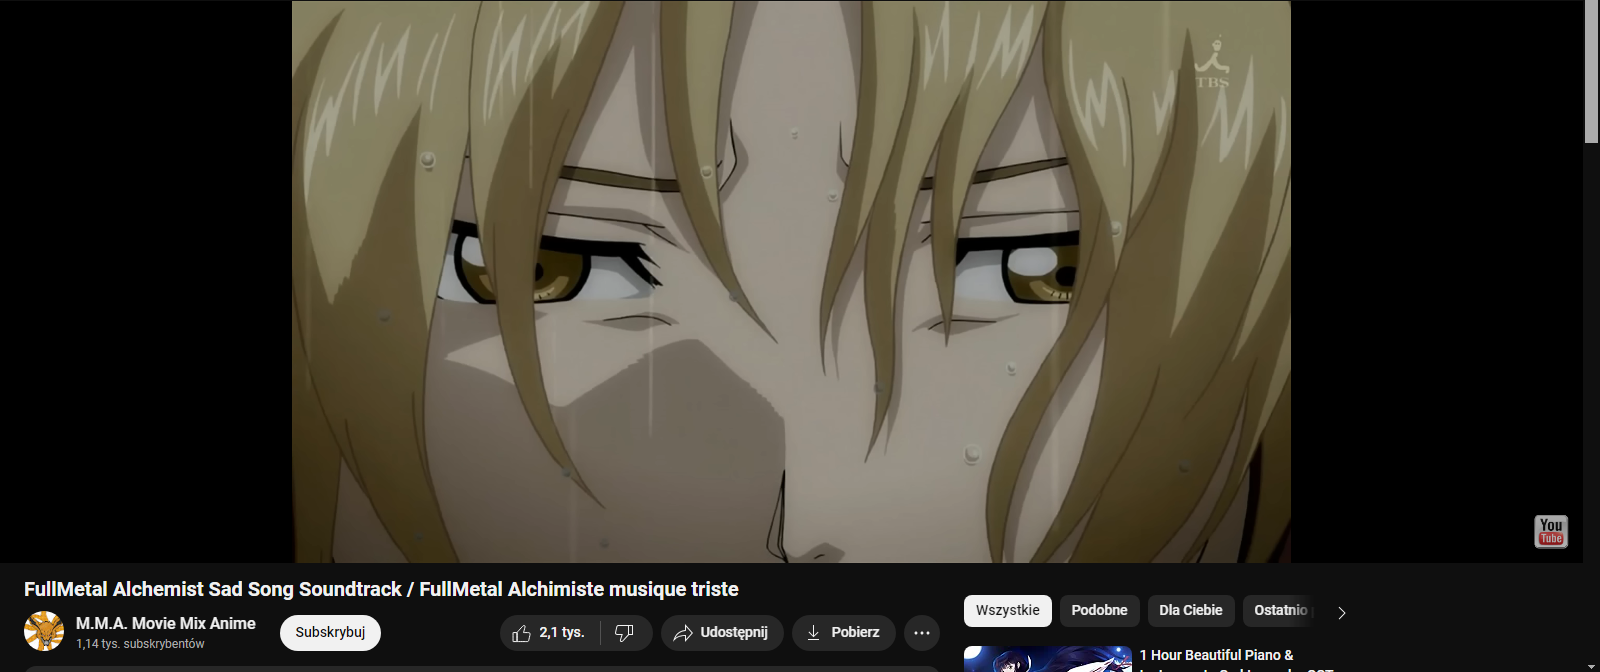 TBS
You
Tube
FullMetal Alchemist Sad Song Soundtrack / FullMetal Alchimiste musique triste
M.M.A. Movie Mix Anime
1,14 tys. subskrybentów
Subskrybuj
2,1 tys.
Udostępnij
Pobierz
Wszystkie
Podobne
Dla Ciebie
Ostatnio
1 Hour Beautiful Piano &